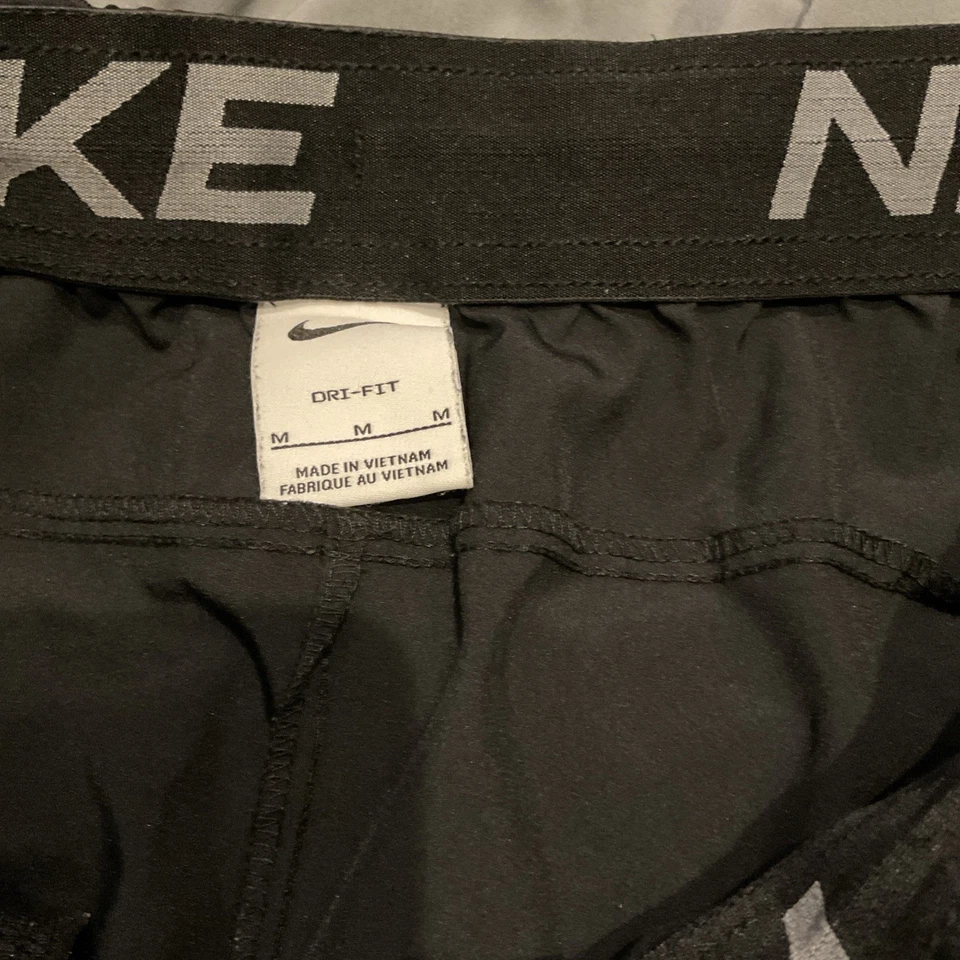 KE N
DRI-FIT
M M M
MADE IN VIETNAM
FABRIQUE AU VIETNAM